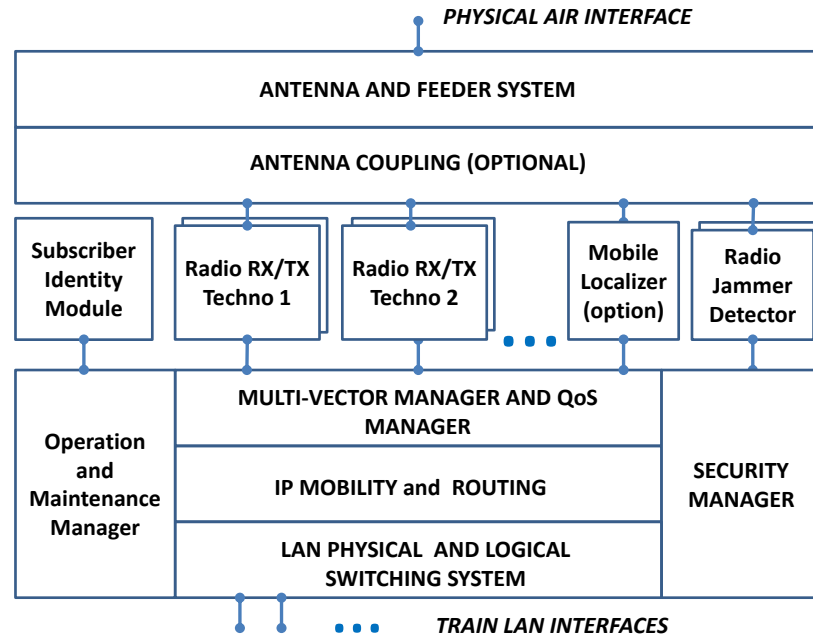 PHYSICAL AIR INTERFACE
ANTENNA AND FEEDER SYSTEM
ANTENNA COUPLING (OPTIONAL)
Subscriber
Identity
Module
Radio RX/TX
Techno 1
Radio RX/TX
Techno 2
Mobile
Localizer
(option)
Radio
Jammer
Detector
Operation
and
Maintenance
Manager
MULTI-VECTOR MANAGER AND QoS
MANAGER
IP MOBILITY and ROUTING
LAN PHYSICAL AND LOGICAL
SWITCHING SYSTEM
SECURITY
MANAGER
TRAIN LAN INTERFACES